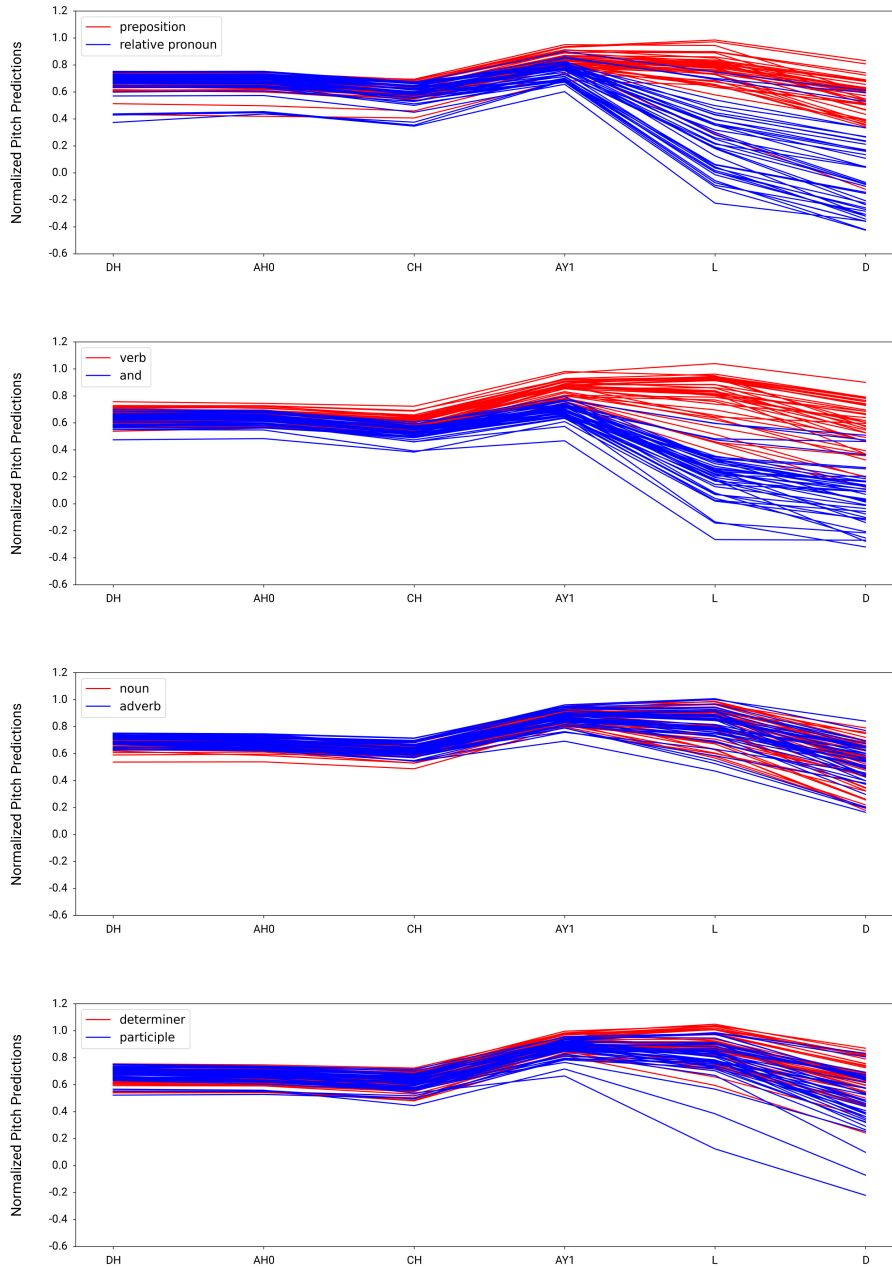 Normalized Pitch Predictions
1.2
1.0
0.8
0.6
0.4
0.2
0.0
-0.2
-0.4
-0.6
preposition
relative pronoun
DH AH0 CH AY1 L D
Normalized Pitch Predictions
1.2
1.0
0.8
0.6
0.4
0.2
0.0
-0.2
-0.4
-0.6
verb
and
DH AH0 CH AY1 L D
Normalized Pitch Predictions
1.2
1.0
0.8
0.6
0.4
0.2
0.0
-0.2
-0.4
-0.6
noun
adverb
DH AH0 CH AY1 L D
Normalized Pitch Predictions
1.2
1.0
0.8
0.6
0.4
0.2
0.0
-0.2
-0.4
-0.6
determiner
participle
DH AH0 CH AY1 L D